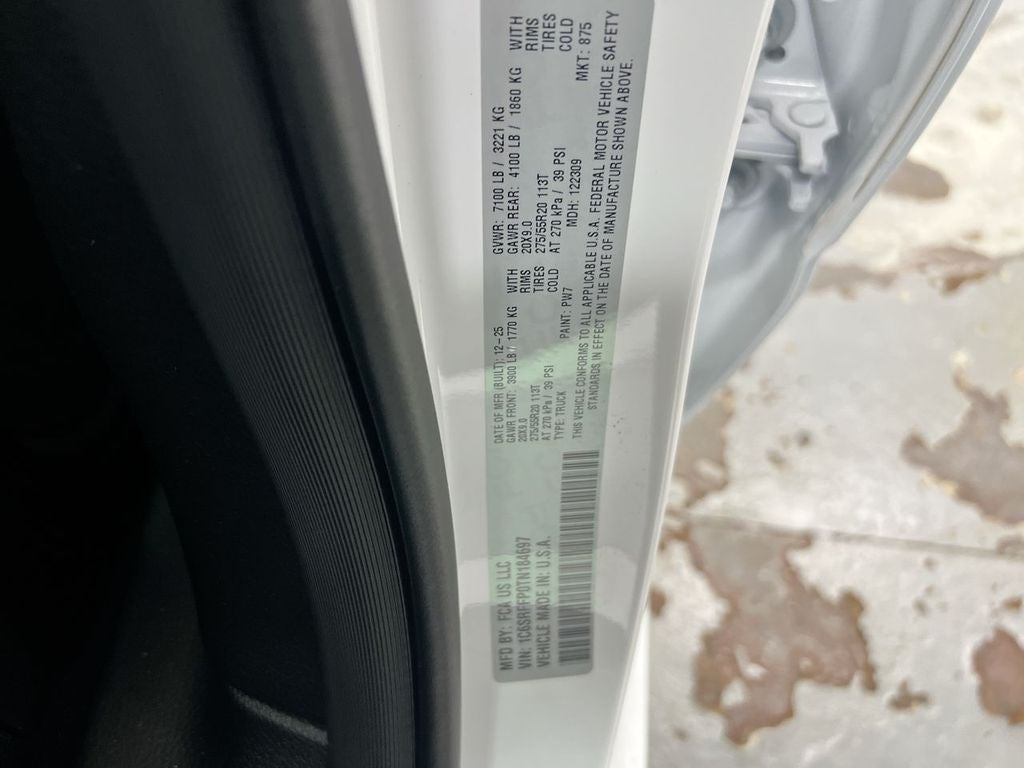 MFD BY: FCA US LLC
DATE OF MFR (BUILT): 12-25
GVWR: 7100 LB / 3221 KG
VIN: 1C6SRFFP0TN184697
GAWR FRONT: 3900 LB / 1770 KG WITH
GAWR REAR: 4100 LB / 1860 KG WITH
VEHICLE MADE IN: U.S.A.
20X9.0 RIMS
20X9.0 RIMS
275/55R20 113T TIRES
275/55R20 113T TIRES
AT 270 kPa / 39 PSI COLD
AT 270 kPa / 39 PSI COLD
TYPE: TRUCK PAINT: PW7 MDH: 122309 MKT: 875
THIS VEHICLE CONFORMS TO ALL APPLICABLE U.S.A. FEDERAL MOTOR VEHICLE SAFETY
STANDARDS IN EFFECT ON THE DATE OF MANUFACTURE SHOWN ABOVE.